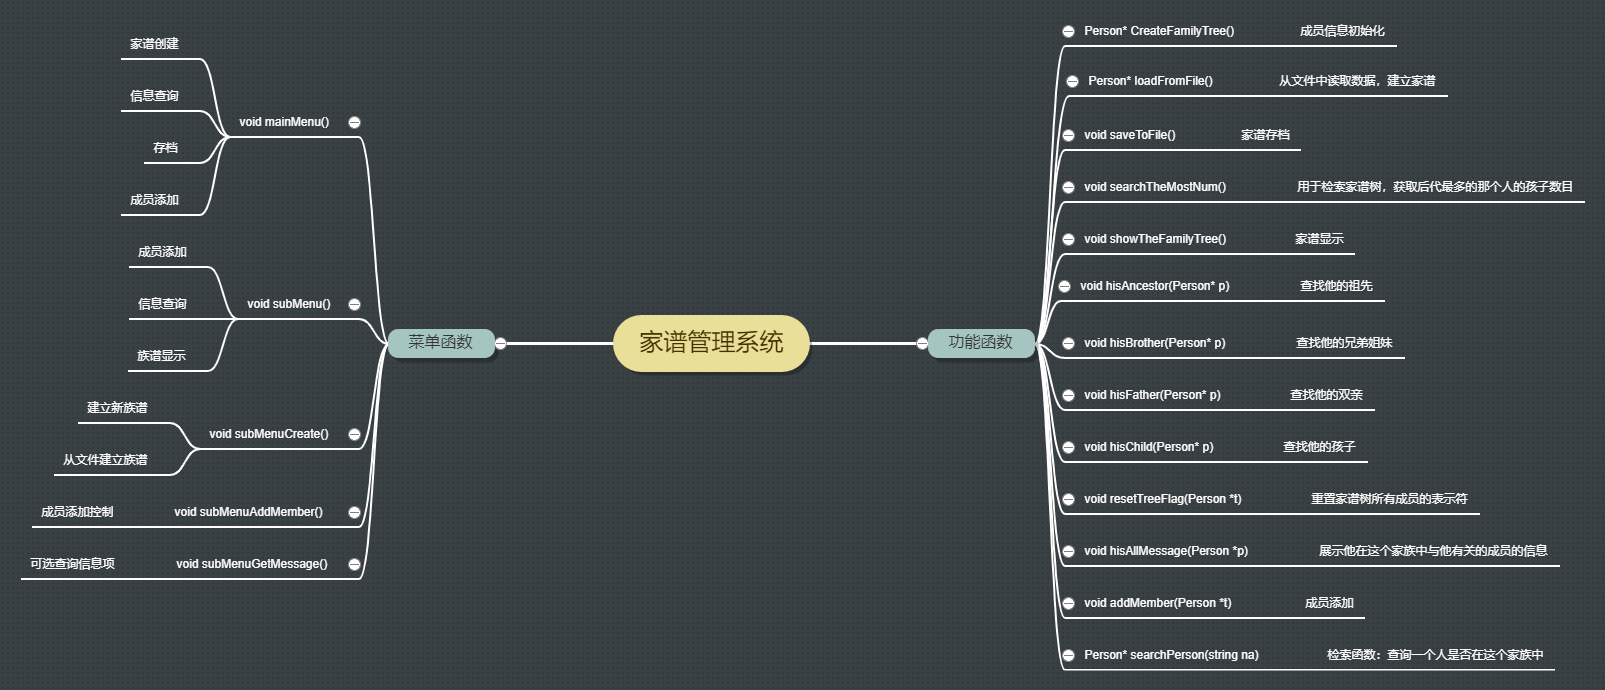 家谱管理系统
菜单函数
void mainMenu()
家谱创建
信息查询
存档
成员添加
void subMenu()
成员添加
信息查询
族谱显示
void subMenuCreate()
建立新族谱
从文件建立族谱
void subMenuAddMember()
成员添加控制
void subMenuGetMessage()
可选查询信息项
功能函数
Person* CreateFamilyTree()
成员信息初始化
Person* loadFromFile()
从文件中读取数据，建立家谱
void saveToFile()
家谱存档
void searchTheMostNum()
用于检索家谱树，获取后代最多的那个人的孩子数目
void showTheFamilyTree()
家谱显示
void hisAncestor(Person* p)
查找他的祖先
void hisBrother(Person* p)
查找他的兄弟姐妹
void hisFather(Person* p)
查找他的双亲
void hisChild(Person* p)
查找他的孩子
void resetTreeFlag(Person *t)
重置家谱树所有成员的表示符
void hisAllMessage(Person *p)
展示他在这个家族中与他有关的成员的信息
void addMember(Person *t)
成员添加
Person* searchPerson(string na)
检索函数：查询一个人是否在这个家族中